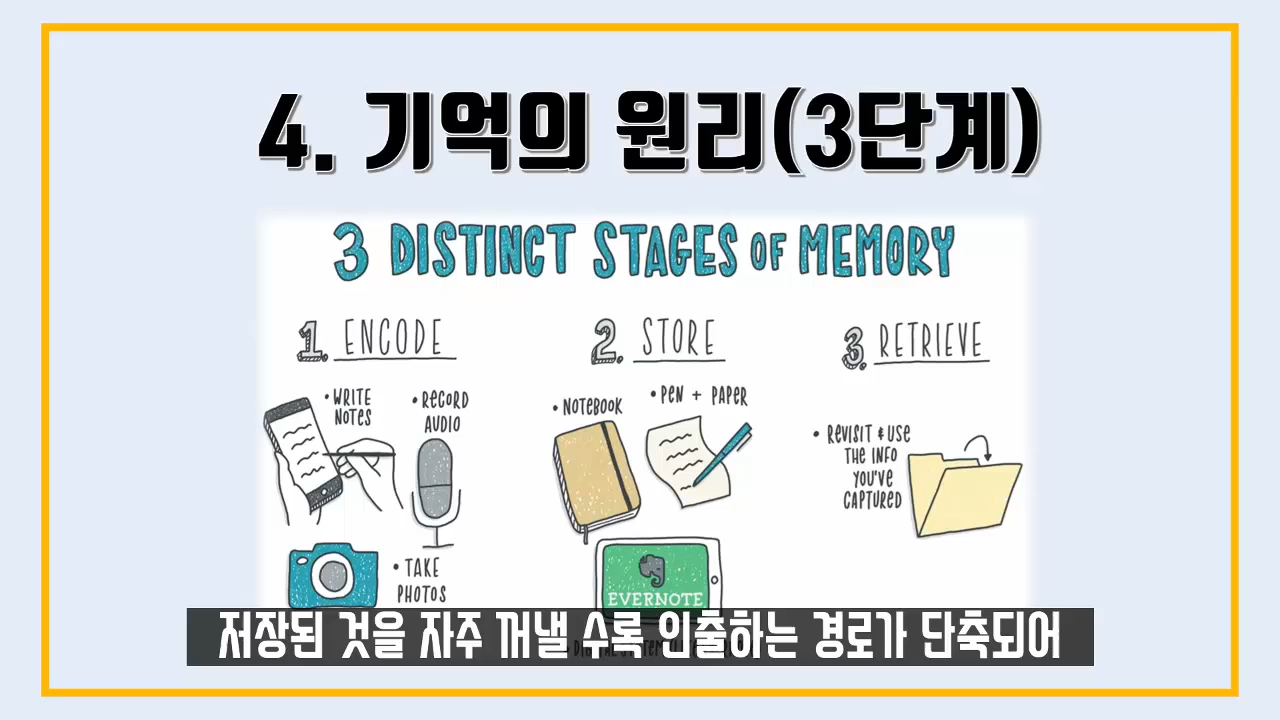 4. 기억의 원리(3단계)
3 DISTINCT STAGES OF MEMORY
1. ENCODE
• WRITE NOTES
• RECORD AUDIO
• TAKE PHOTOS
2. STORE
• NOTEBOOK
• PEN + PAPER
EVERNOTE
3. RETRIEVE
• REVISIT & USE
THE INFO
YOU'VE
CAPTURED
저장된 것을 자주 꺼낼 수록 인출하는 경로가 단축되어